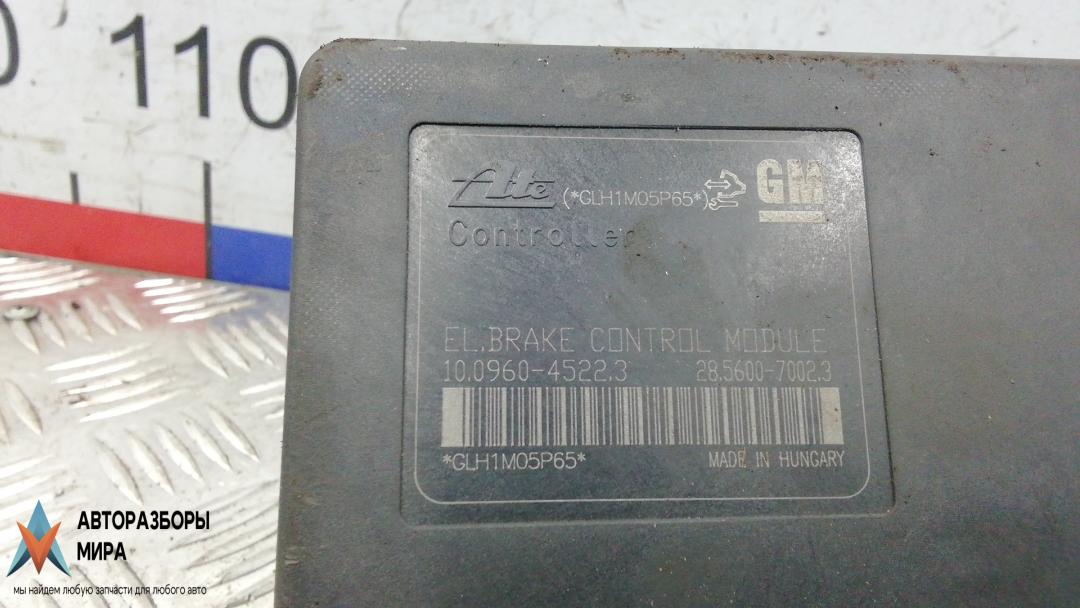 110
Ate (*GLH1M05P65*) GM
Controller
EL.BRAKE CONTROL MODULE
10.0960-4522.3 28.5600-7002.3
*GLH1M05P65*
MADE IN HUNGARY
АВТОРАЗБОРЫ
МИРА
мы найдем любую запчасти для любого авто